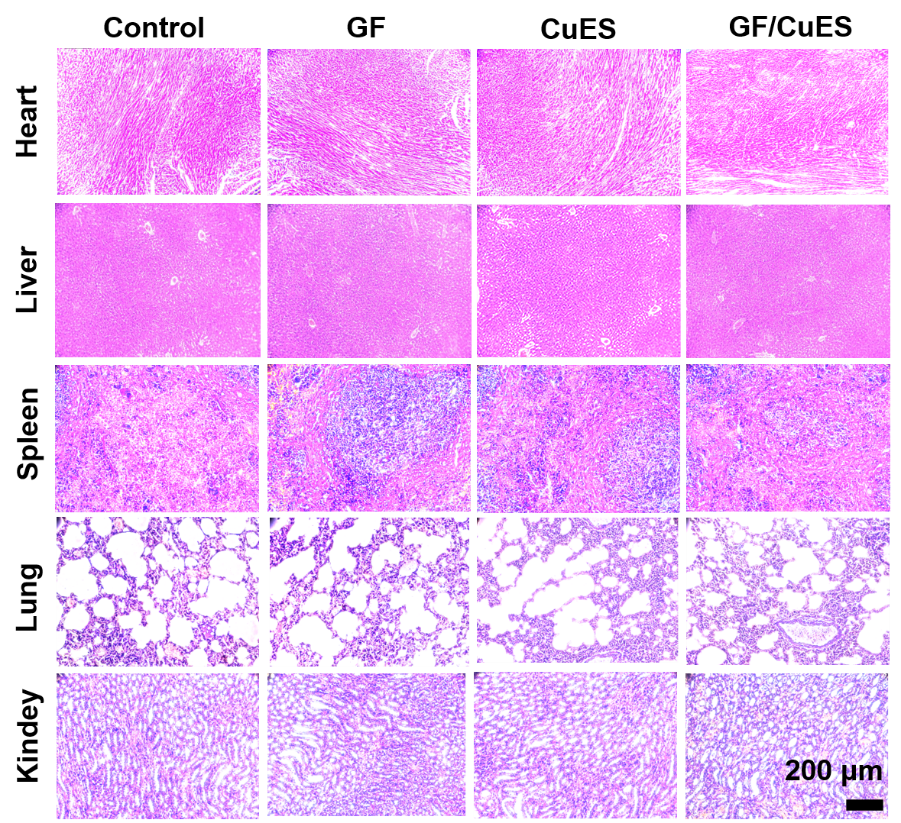 Control GF CuES GF/CuES
Heart
Liver
Spleen
Lung
Kindey
200 μm